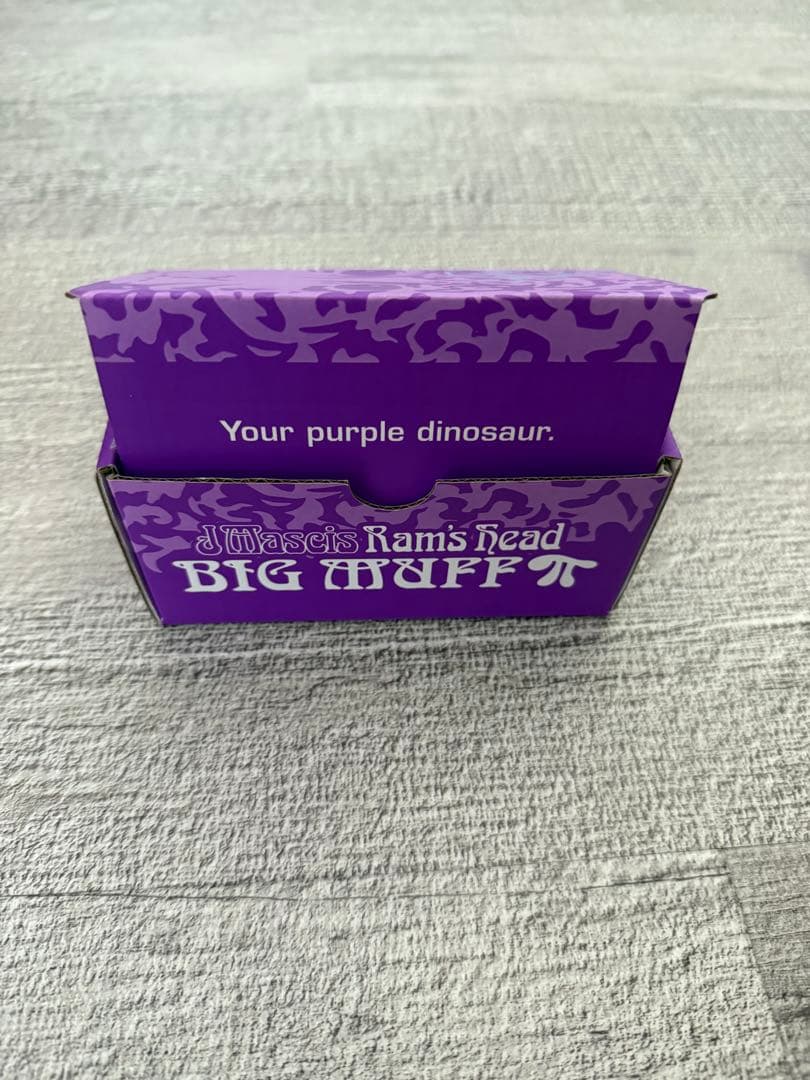 Your purple dinosaur.
J Mascis Ram's Head
BIG MUFF π